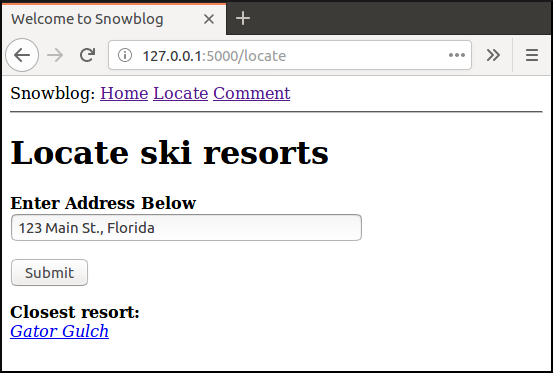 Welcome to Snowblog
127.0.0.1:5000/locate
Snowblog: Home Locate Comment
Locate ski resorts
Enter Address Below
123 Main St., Florida
Submit
Closest resort:
Gator Gulch